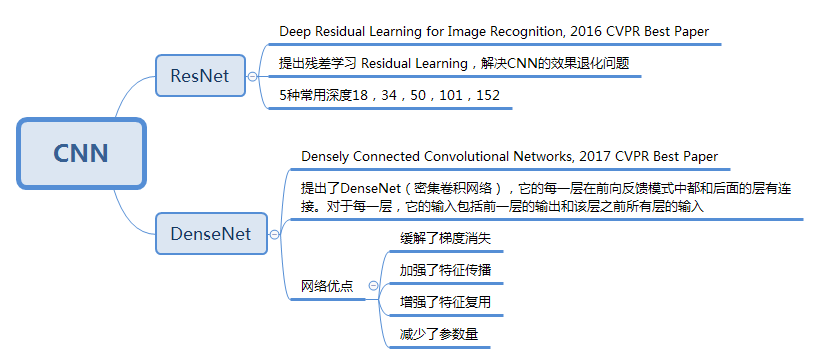 CNN
ResNet
Deep Residual Learning for Image Recognition, 2016 CVPR Best Paper
提出残差学习 Residual Learning，解决CNN的效果退化问题
5种常用深度18，34，50，101，152
DenseNet
Densely Connected Convolutional Networks, 2017 CVPR Best Paper
提出了DenseNet（密集卷积网络），它的每一层在前向反馈模式中都和后面的层有连
接。对于每一层，它的输入包括前一层的输出和该层之前所有层的输入
网络优点
缓解了梯度消失
加强了特征传播
增强了特征复用
减少了参数量